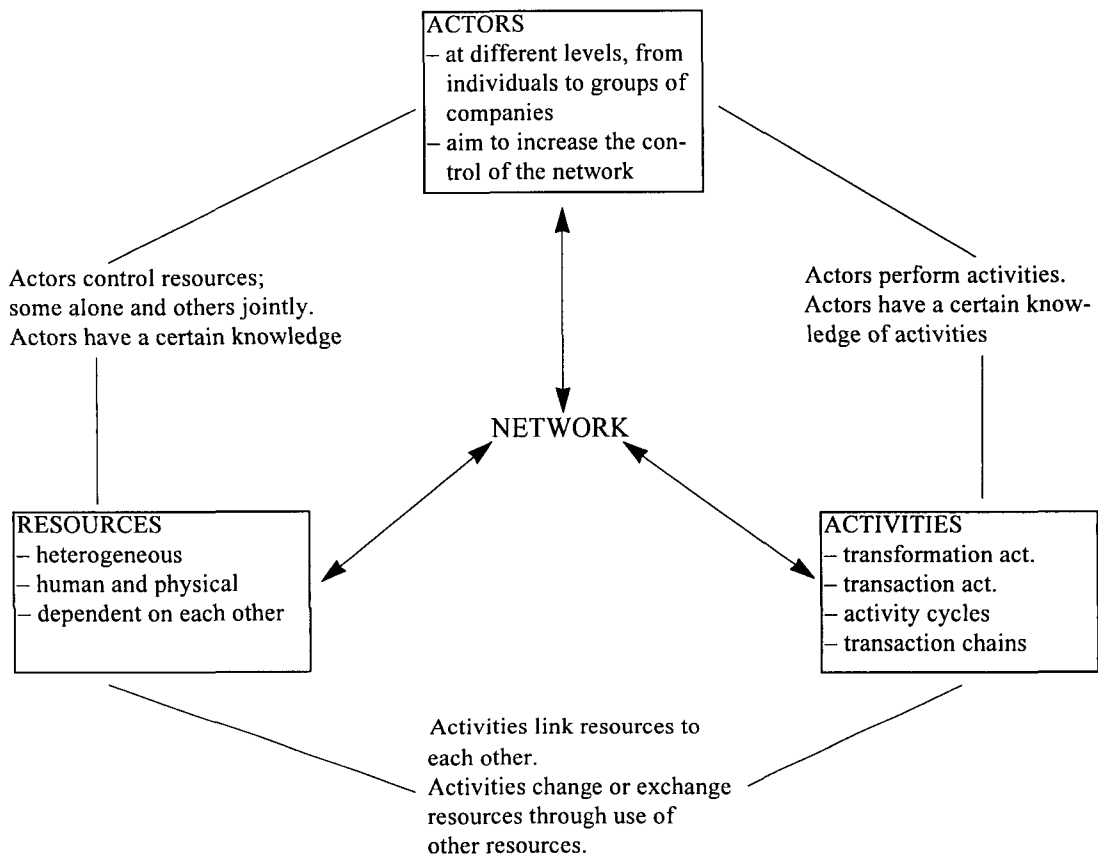 ACTORS
– at different levels, from
individuals to groups of
companies
– aim to increase the con-
trol of the network
Actors control resources;
some alone and others jointly.
Actors have a certain knowledge
Actors perform activities.
Actors have a certain know-
ledge of activities
NETWORK
RESOURCES
– heterogeneous
– human and physical
– dependent on each other
ACTIVITIES
– transformation act.
– transaction act.
– activity cycles
– transaction chains
Activities link resources to
each other.
Activities change or exchange
resources through use of
other resources.